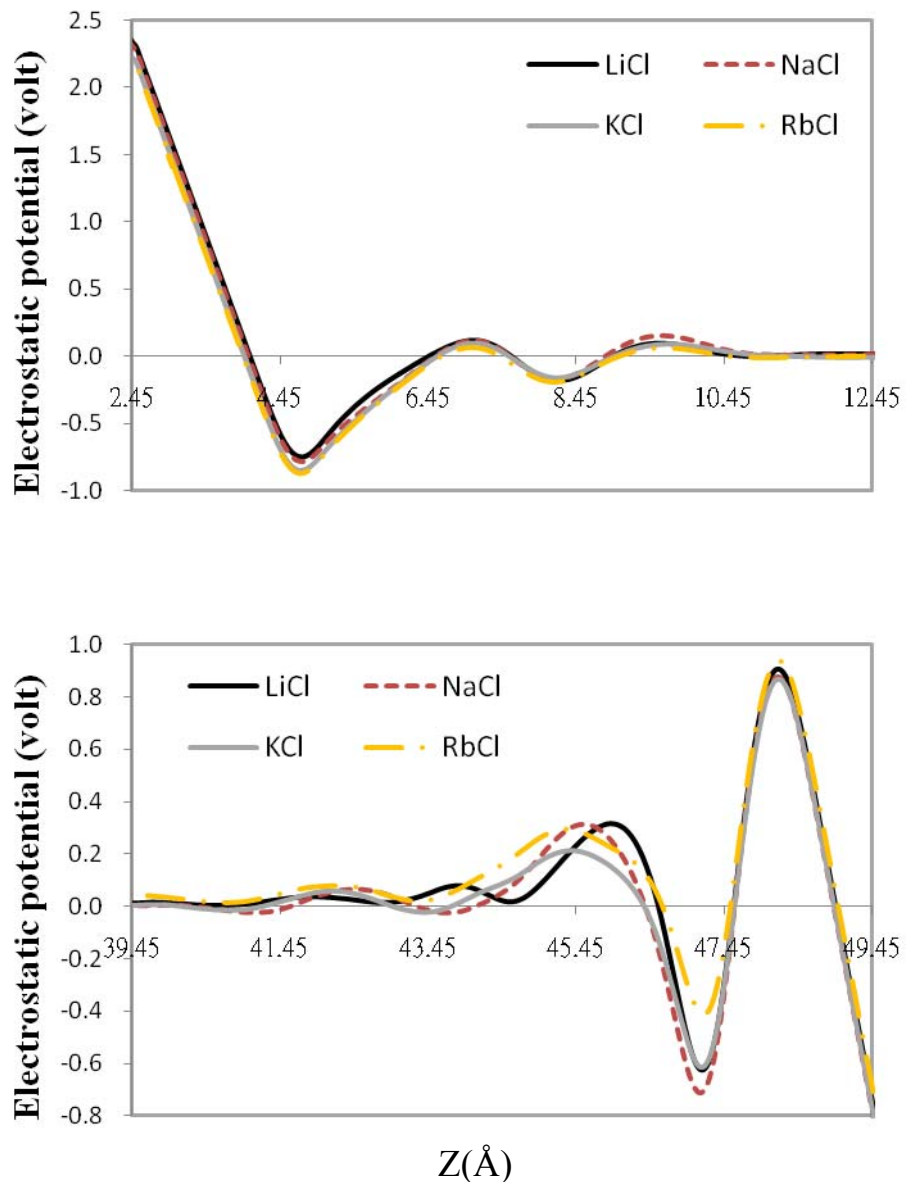 2.5
2.0
1.5
1.0
0.5
0.0
-0.5
-1.0
Electrostatic potential (volt)
LiCl NaCl
KCl RbCl
2.45 4.45 6.45 8.45 10.45 12.45
1.0
0.8
0.6
0.4
0.2
0.0
-0.2
-0.4
-0.6
-0.8
Electrostatic potential (volt)
LiCl NaCl
KCl RbCl
39.45 41.45 43.45 45.45 47.45 49.45
Z(Å)